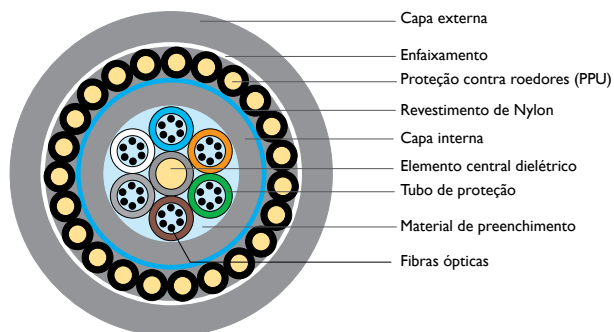 Capa externa
Enfaixamento
Proteção contra roedores (PPU)
Revestimento de Nylon
Capa interna
Elemento central dielétrico
Tubo de proteção
Material de preenchimento
Fibras ópticas